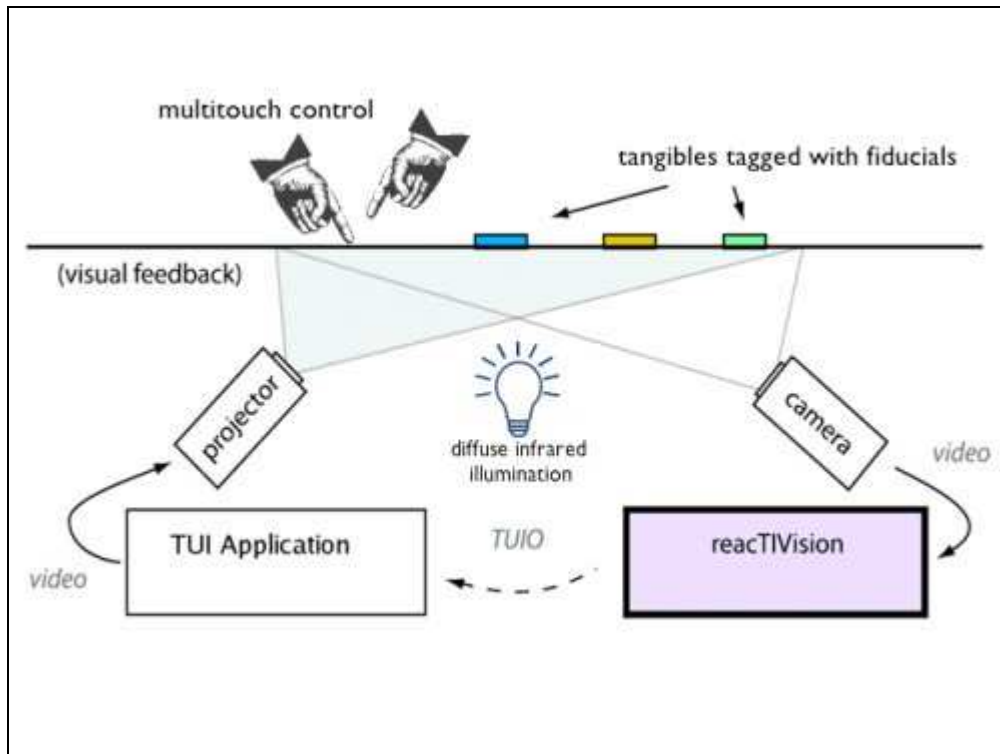 multitouch control
tangibles tagged with fiducials
(visual feedback)
projector
camera
diffuse infrared
illumination
video
TUI Application
TUIO
reacTIVision
video